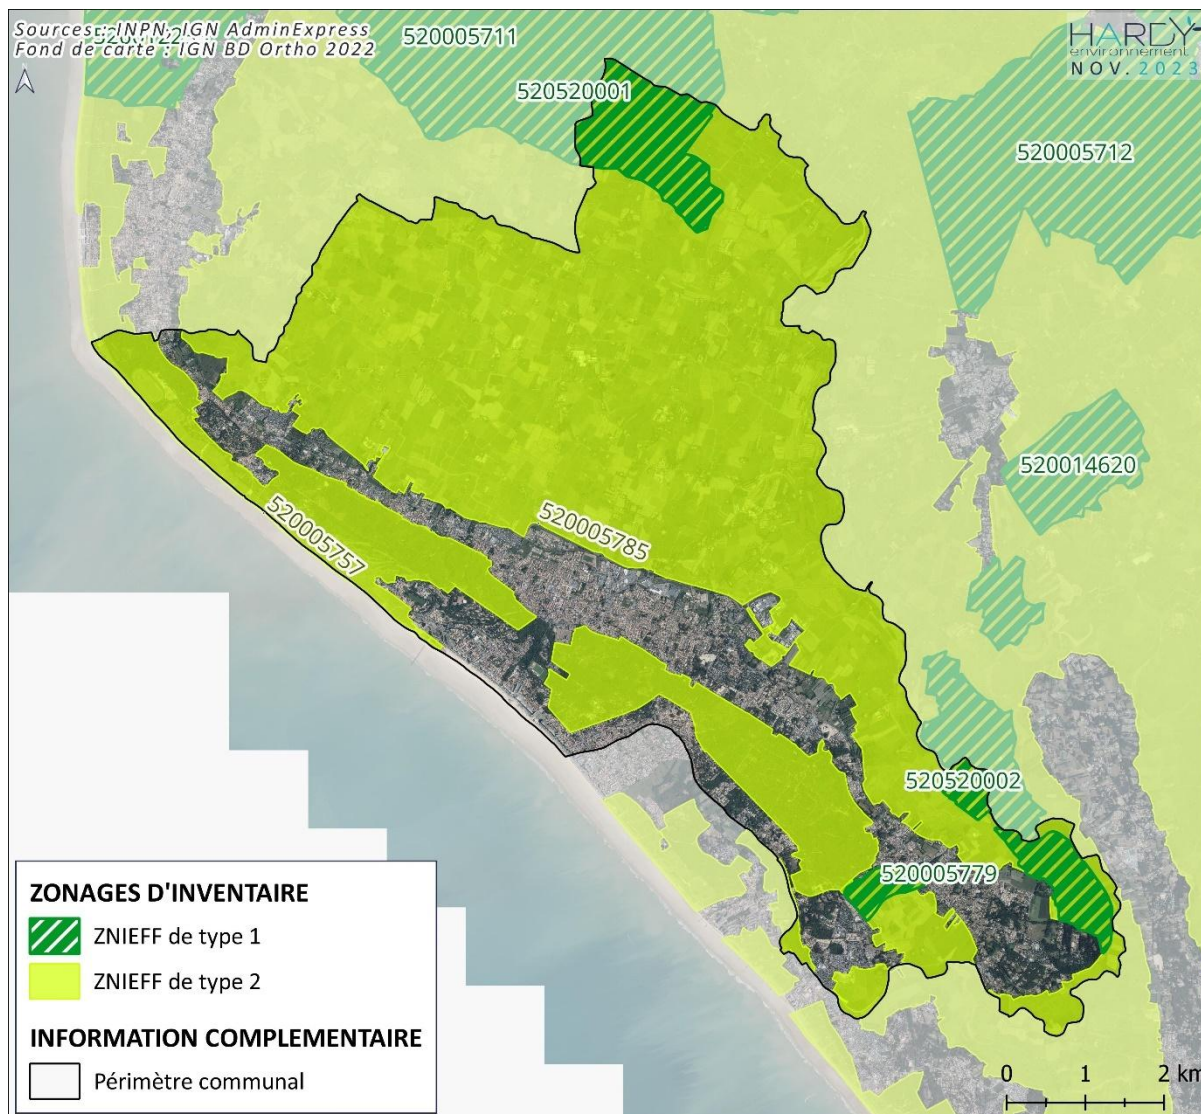 Sources : INPN, IGN AdminExpress
Fond de carte : IGN BD Ortho 2022
520005711
HARDY
environnement
NOV. 2023
520520001
520005712
520014620
520005785
520005757
520520002
520005779
ZONAGES D'INVENTAIRE
ZNIEFF de type 1
ZNIEFF de type 2
INFORMATION COMPLEMENTAIRE
Périmètre communal
0 1 2 km